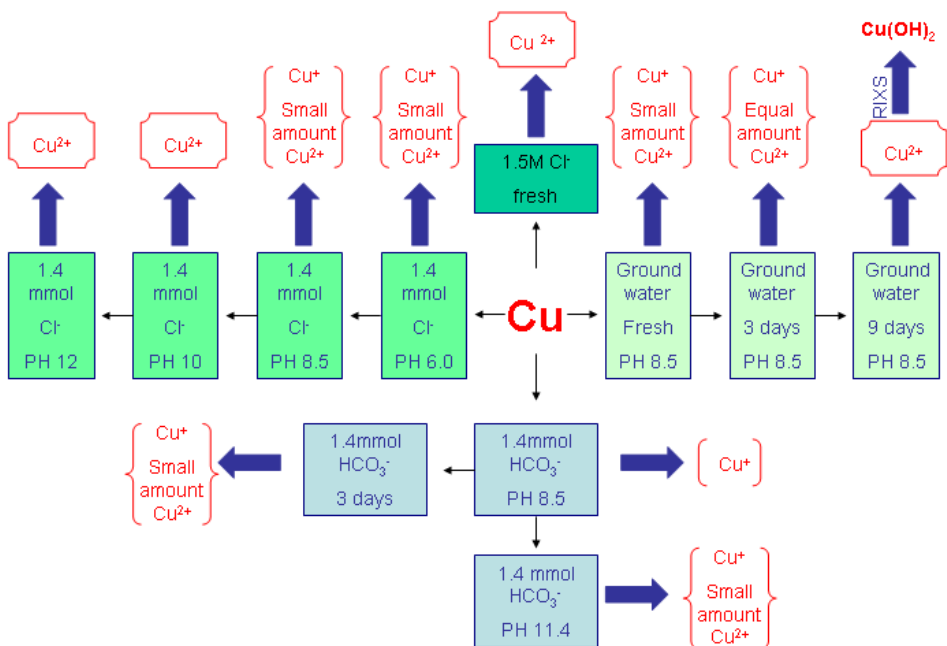 Cu(OH)₂
RIXS
Cu ²⁺
Cu⁺
Small
amount
Cu²⁺
Cu⁺
Small
amount
Cu²⁺
Cu⁺
Small
amount
Cu²⁺
Cu⁺
Equal
amount
Cu²⁺
Cu²⁺
Cu²⁺
Cu²⁺
1.5M Cl⁻
fresh
1.4
mmol
Cl⁻
PH 12
1.4
mmol
Cl⁻
PH 10
1.4
mmol
Cl⁻
PH 8.5
1.4
mmol
Cl⁻
PH 6.0
Cu
Ground
water
Fresh
PH 8.5
Ground
water
3 days
PH 8.5
Ground
water
9 days
PH 8.5
Cu⁺
Small
amount
Cu²⁺
1.4mmol
HCO₃⁻
3 days
1.4mmol
HCO₃⁻
PH 8.5
Cu⁺
1.4 mmol
HCO₃⁻
PH 11.4
Cu⁺
Small
amount
Cu²⁺